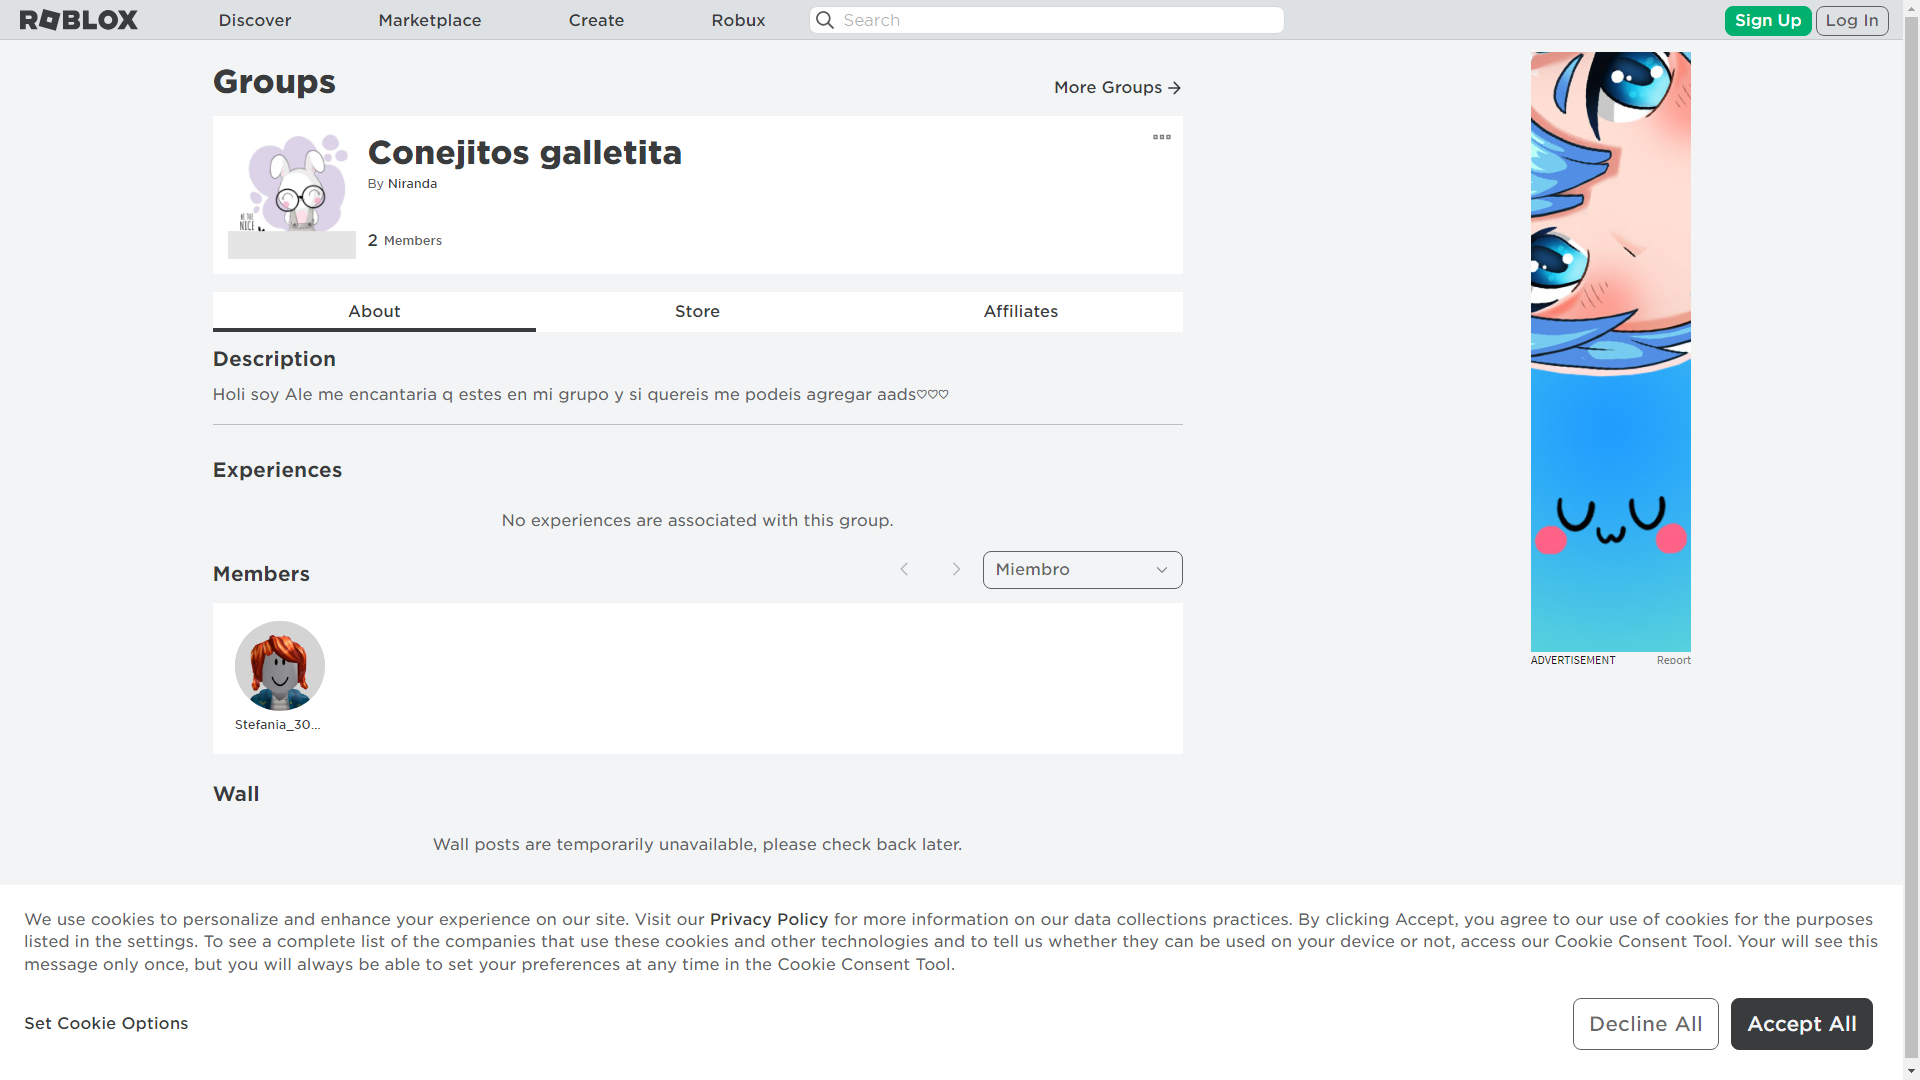 ROBLOX
Discover
Marketplace
Create
Robux
Search
Sign Up
Log In
Groups
More Groups
Conejitos galletita
By Niranda
2 Members
BE THE
NICE
About
Store
Affiliates
Description
Holi soy Ale me encantaria q estes en mi grupo y si quereis me podeis agregar aads♡♡♡
Experiences
No experiences are associated with this group.
Members
Miembro
Stefania_30...
Wall
Wall posts are temporarily unavailable, please check back later.
ADVERTISEMENT
Report
We use cookies to personalize and enhance your experience on our site. Visit our Privacy Policy for more information on our data collections practices. By clicking Accept, you agree to our use of cookies for the purposes
listed in the settings. To see a complete list of the companies that use these cookies and other technologies and to tell us whether they can be used on your device or not, access our Cookie Consent Tool. Your will see this
message only once, but you will always be able to set your preferences at any time in the Cookie Consent Tool.
Set Cookie Options
Decline All
Accept All